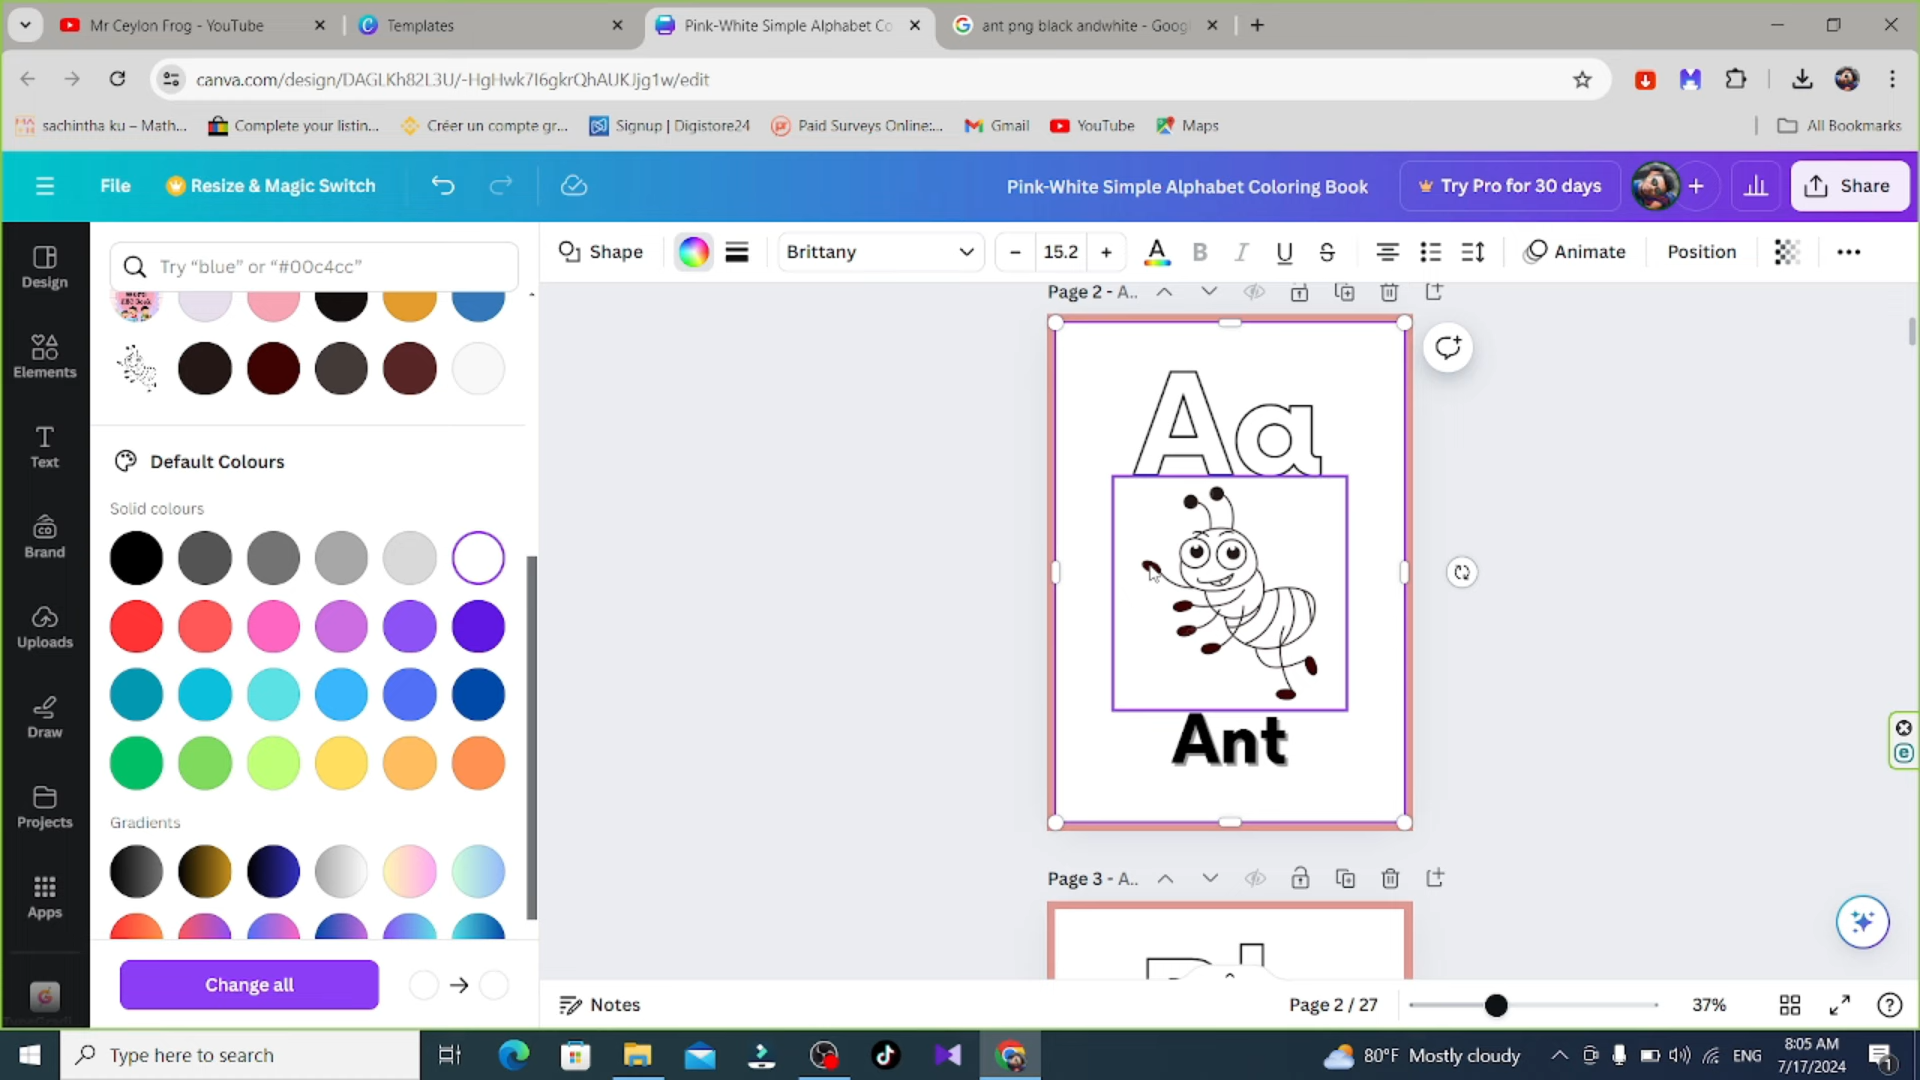 Mr Ceylon Frog - YouTube
Templates
Pink-White Simple Alphabet Co
ant png black andwhite - Goog
canva.com/design/DAGLKh82L3U/-HgHwk7I6gkrQhAUKJjg1w/edit
sachintha ku – Math...
Complete your listin...
Créer un compte gr...
Signup | Digistore24
Paid Surveys Online:...
Gmail
YouTube
Maps
All Bookmarks
File
Resize & Magic Switch
Pink-White Simple Alphabet Coloring Book
Try Pro for 30 days
Share
Design
Elements
Text
Brand
Uploads
Draw
Projects
Apps
Try “blue” or “#00c4cc”
Default Colours
Solid colours
Gradients
Change all
Shape
Brittany
15.2
Animate
Position
Page 2 - A..
Aa
Ant
Page 3 - A..
Notes
Page 2 / 27
37%
Type here to search
80°F Mostly cloudy
ENG
8:05 AM
7/17/2024
1